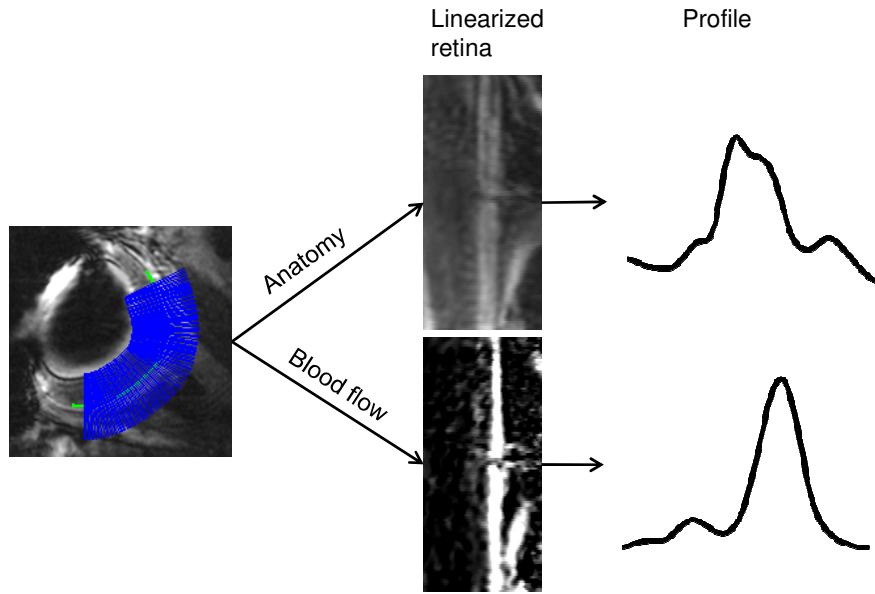 Linearized
retina
Profile
Anatomy
Blood flow